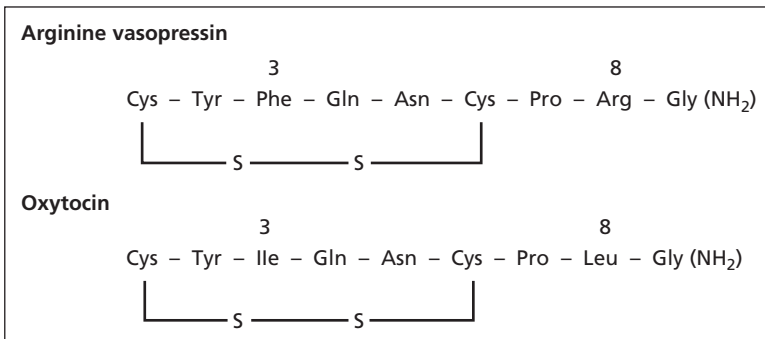 Arginine vasopressin
3 8
Cys – Tyr – Phe – Gln – Asn – Cys – Pro – Arg – Gly (NH₂)
S S
Oxytocin
3 8
Cys – Tyr – Ile – Gln – Asn – Cys – Pro – Leu – Gly (NH₂)
S S